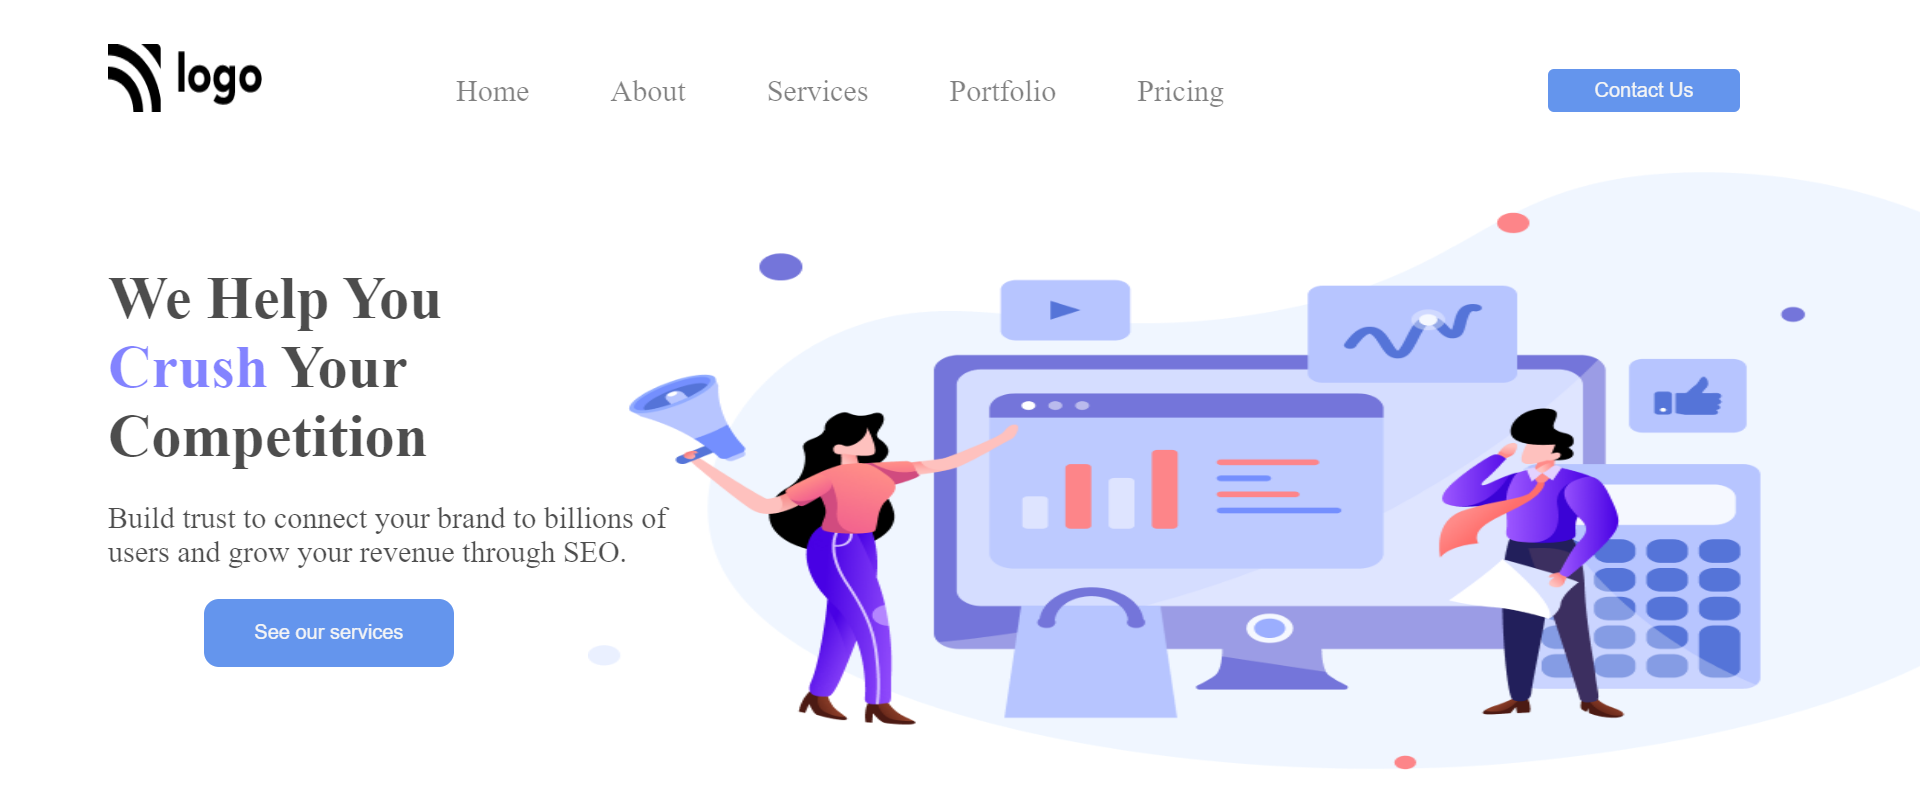 logo
Home About Services Portfolio Pricing
Contact Us
We Help You
Crush Your
Competition
Build trust to connect your brand to billions of
users and grow your revenue through SEO.
See our services